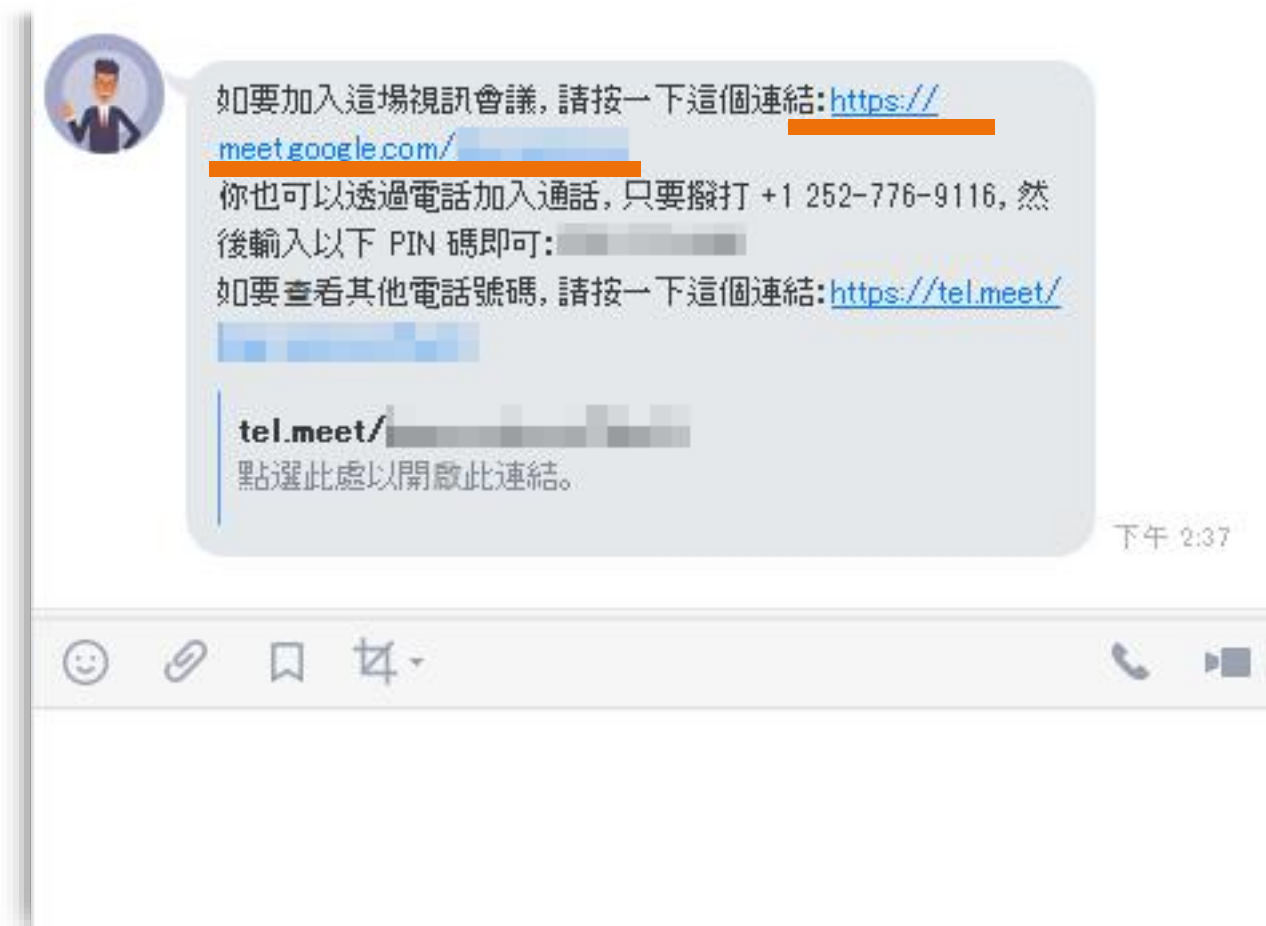 如要加入這場視訊會議, 請按一下這個連結:https://
meet.google.com/
你也可以透過電話加入通話, 只要撥打 +1 252-776-9116, 然
後輸入以下 PIN 碼即可:
如要查看其他電話號碼, 請按一下這個連結:https://tel.meet/
tel.meet/
點選此處以開啟此連結。
下午 2:37